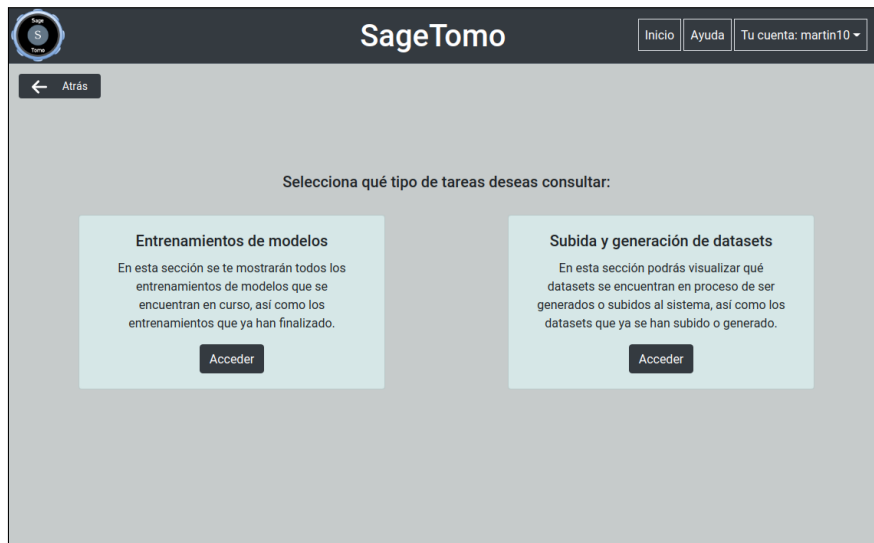 Sage
S
Tomo
SageTomo
Inicio
Ayuda
Tu cuenta: martin10
Atrás
Selecciona qué tipo de tareas deseas consultar:
Entrenamientos de modelos
En esta sección se te mostrarán todos los
entrenamientos de modelos que se
encuentran en curso, así como los
entrenamientos que ya han finalizado.
Acceder
Subida y generación de datasets
En esta sección podrás visualizar qué
datasets se encuentran en proceso de ser
generados o subidos al sistema, así como los
datasets que ya se han subido o generado.
Acceder